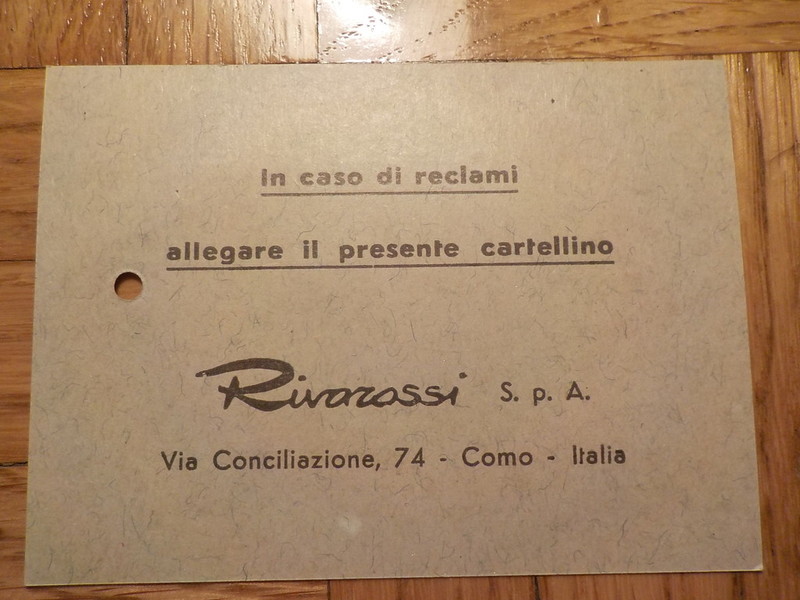 In caso di reclami
allegare il presente cartellino
Rivarossi S. p. A.
Via Conciliazione, 74 - Como - Italia